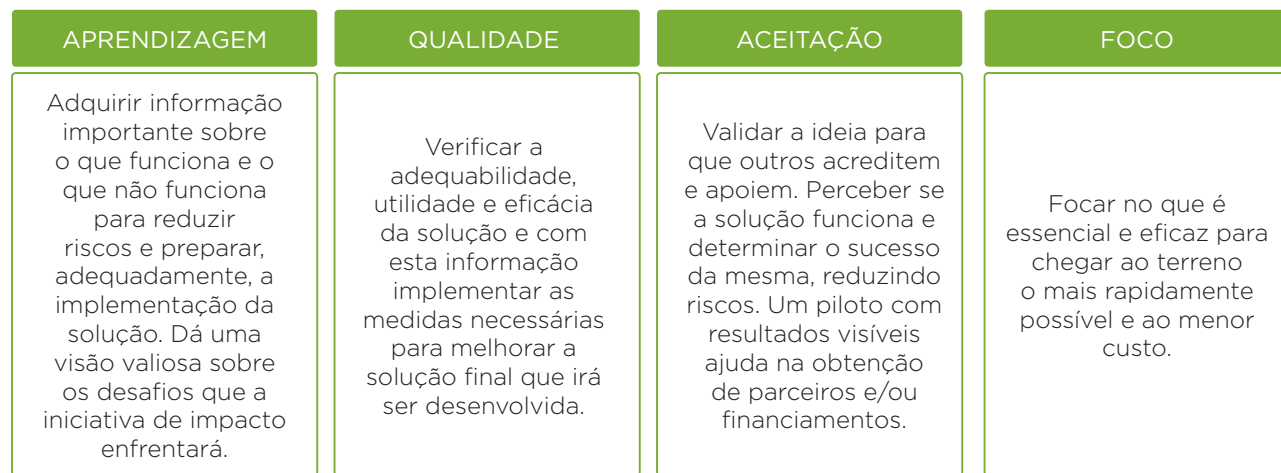 APRENDIZAGEM
Adquirir informação
importante sobre
o que funciona e o
que não funciona
para reduzir
riscos e preparar,
adequadamente, a
implementação da
solução. Dá uma
visão valiosa sobre
os desafios que a
iniciativa de impacto
enfrentará.
QUALIDADE
Verificar a
adequabilidade,
utilidade e eficácia
da solução e com
esta informação
implementar as
medidas necessárias
para melhorar a
solução final que irá
ser desenvolvida.
ACEITAÇÃO
Validar a ideia para
que outros acreditem
e apoiem. Perceber se
a solução funciona e
determinar o sucesso
da mesma, reduzindo
riscos. Um piloto com
resultados visíveis
ajuda na obtenção
de parceiros e/ou
financiamentos.
FOCO
Focar no que é
essencial e eficaz para
chegar ao terreno
o mais rapidamente
possível e ao menor
custo.